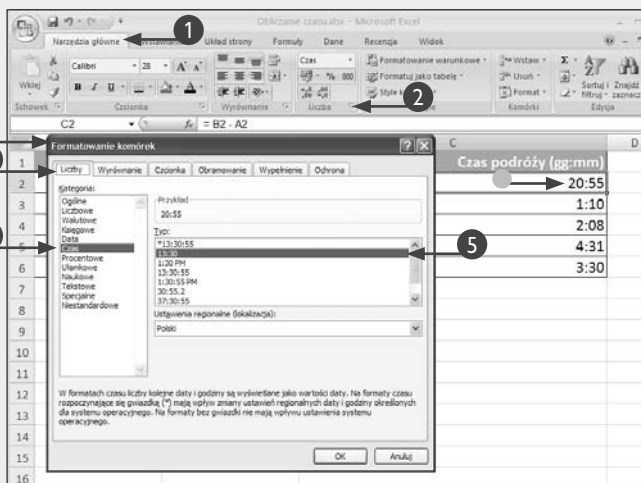 Obliczanie czasu.xlsx - Microsoft Excel
Narzędzia główne
Układ strony
Formuły
Dane
Recenzja
Widok
1
Wklej
Calibri
28
Czas
Formatowanie warunkowe
Formatuj jako tabelę
Wstaw
Usuń
Format
Sortuj i
filtruj
Znajdź
zaznacz
Schowek
Czcionka
Wyrównanie
Liczba
2
Komórki
Edycja
C2
fx
= B2 - A2
Formatowanie komórek
C
D
Liczby
Wyrównanie
Czcionka
Obramowanie
Wypełnienie
Ochrona
1
Czas podróży (gg:mm)
2
20:55
3
1:10
4
2:08
5
4:31
6
3:30
7
8
9
10
11
12
13
14
15
16
Kategoria:
Ogólne
Liczbowe
Walutowe
Księgowe
Data
Czas
Procentowe
Ułamkowe
Naukowe
Tekstowe
Specjalne
Niestandardowe
Przykład
20:55
Typ:
*13:30:55
13:30
1:30 PM
13:30:55
1:30:55 PM
30:55.2
37:30:55
5
Ustawienia regionalne (lokalizacja):
Polski
W formatach czasu liczby kolejne daty i godziny są wyświetlane jako wartości daty. Na formaty czasu
rozpoczynające się gwiazdką (*) mają wpływ zmiany ustawień regionalnych daty i godziny określonych
dla systemu operacyjnego. Na formaty bez gwiazdki nie mają wpływu ustawienia systemu
operacyjnego.
OK
Anuluj